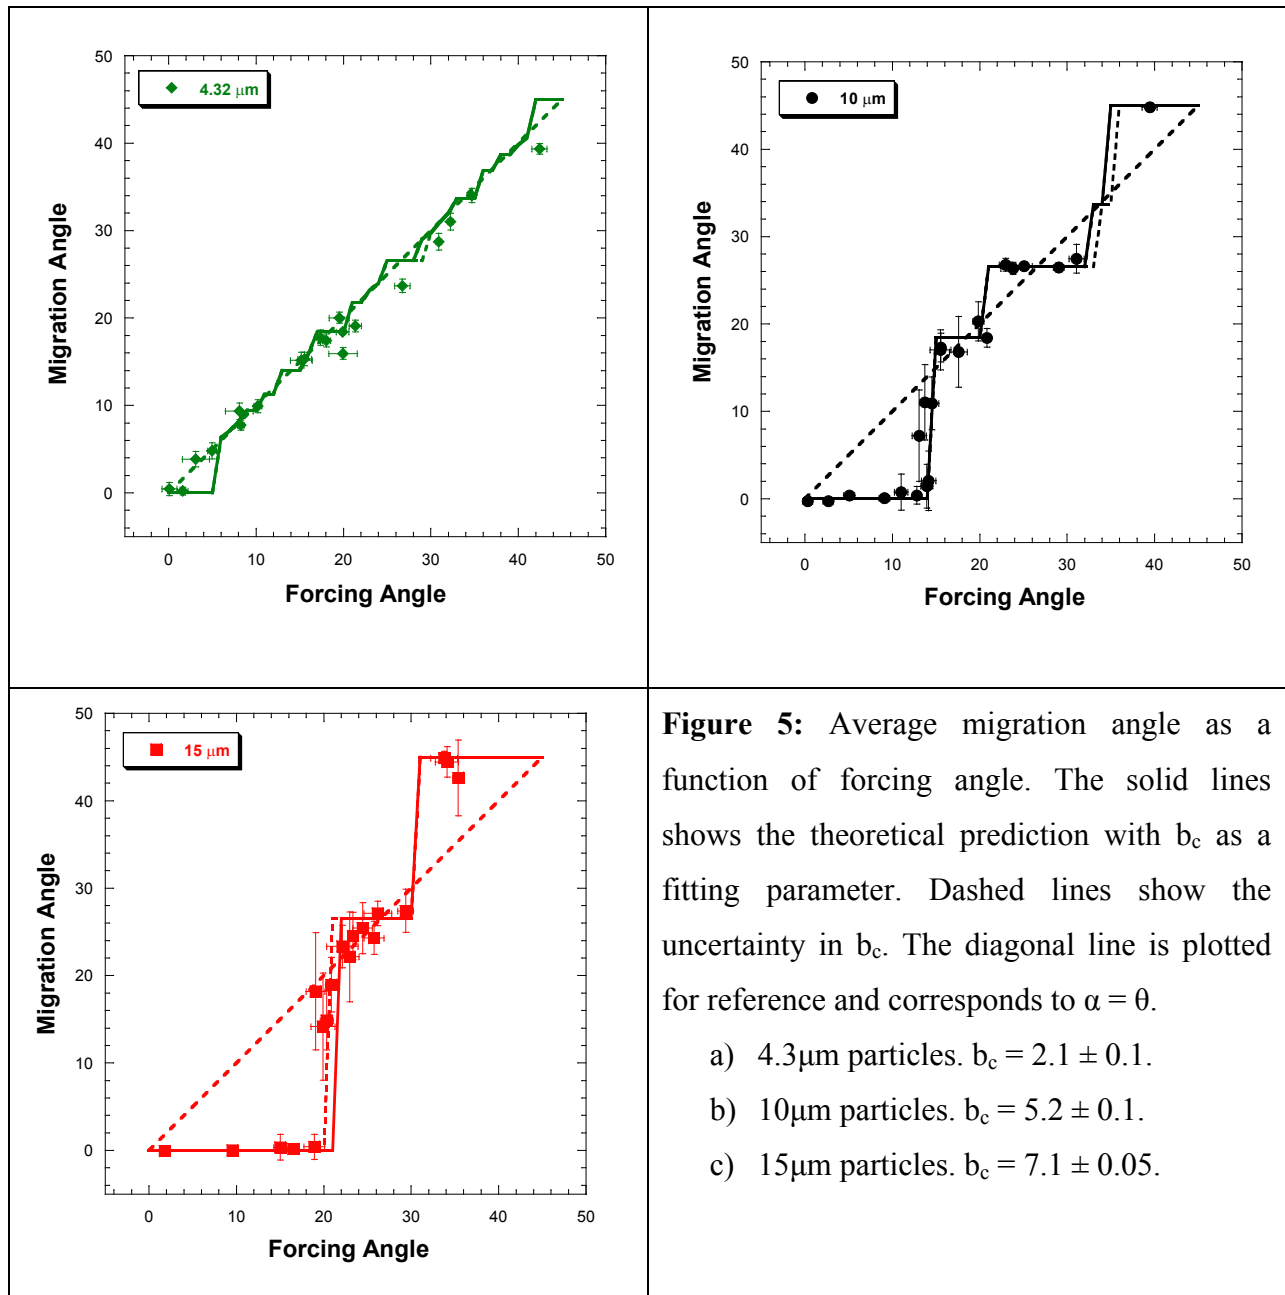 50
40
30
20
10
0
4.32 μm
Migration Angle
0 10 20 30 40 50
Forcing Angle
50
40
30
20
10
0
10 μm
Migration Angle
0 10 20 30 40 50
Forcing Angle
50
40
30
20
10
0
15 μm
Migration Angle
0 10 20 30 40 50
Forcing Angle
Figure 5: Average migration angle as a
function of forcing angle. The solid lines
shows the theoretical prediction with bc as a
fitting parameter. Dashed lines show the
uncertainty in bc. The diagonal line is plotted
for reference and corresponds to α = θ.
a) 4.3μm particles. bc = 2.1 ± 0.1.
b) 10μm particles. bc = 5.2 ± 0.1.
c) 15μm particles. bc = 7.1 ± 0.05.